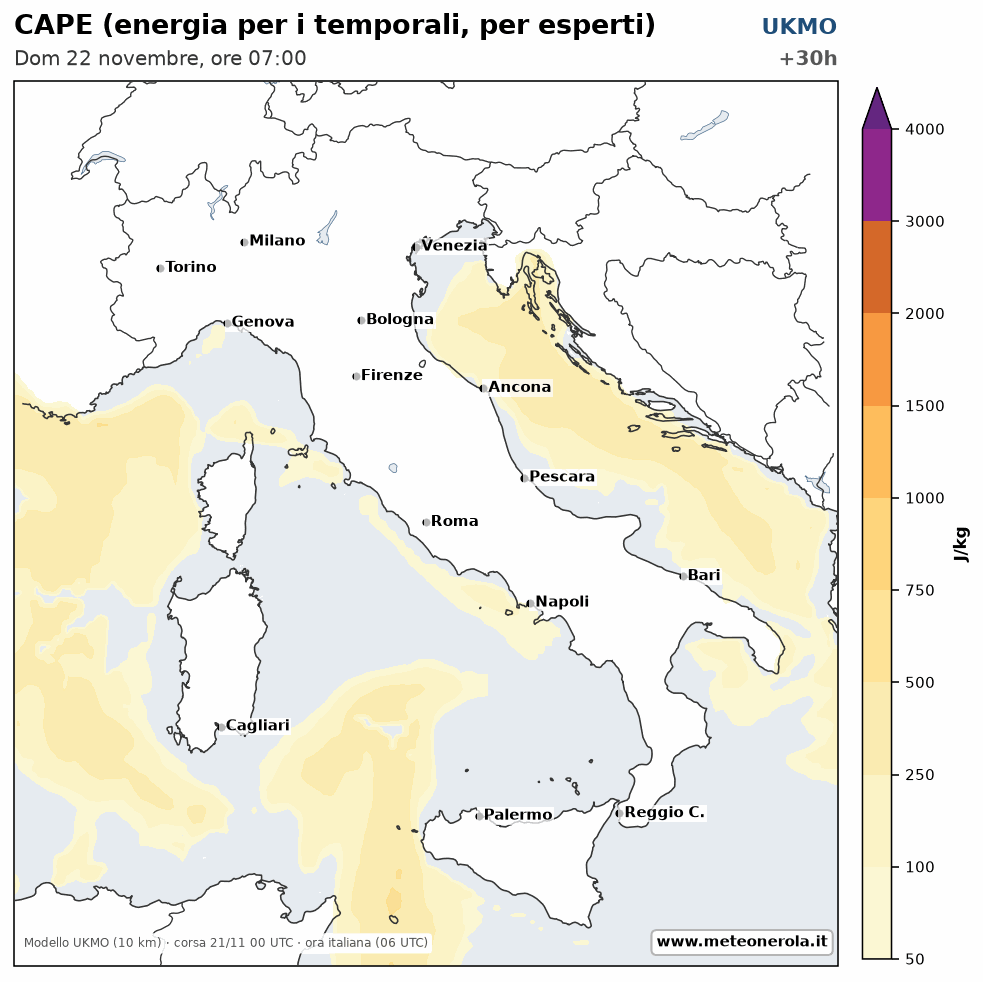 CAPE (energia per i temporali, per esperti)
UKMO
Dom 22 novembre, ore 07:00
+30h
4000
3000
2000
1500
1000
750
500
250
100
50
J/kg
Milano
Venezia
Torino
Genova
Bologna
Firenze
Ancona
Pescara
Roma
Bari
Napoli
Cagliari
Palermo
Reggio C.
Modello UKMO (10 km) · corsa 21/11 00 UTC · ora italiana (06 UTC)
www.meteonerola.it